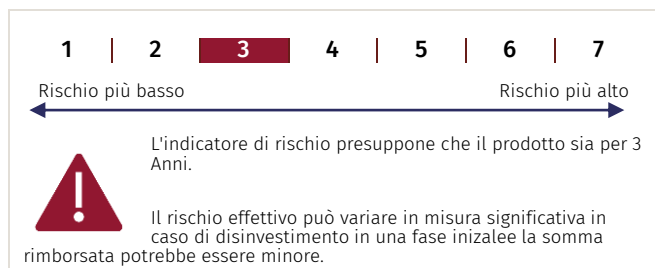 1 | 2 | 3 | 4 | 5 | 6 | 7
Rischio più basso Rischio più alto
L'indicatore di rischio presuppone che il prodotto sia per 3
Anni.
Il rischio effettivo può variare in misura significativa in
caso di disinvestimento in una fase inizalee la somma
rimborsata potrebbe essere minore.